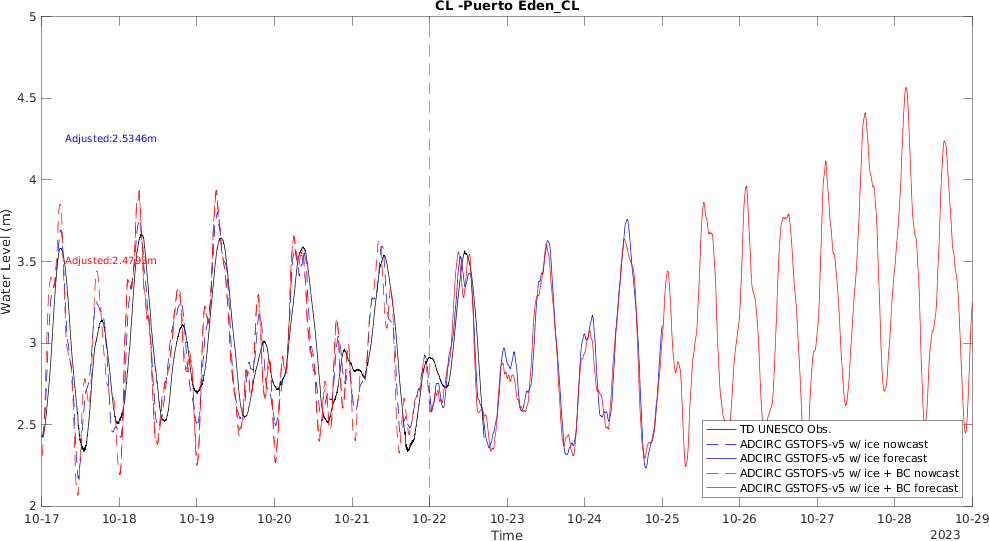 CL -Puerto Eden_CL
Water Level (m)
5
4.5
4
3.5
3
2.5
2
Adjusted:2.5346m
Adjusted:2.4793m
TD UNESCO Obs.
ADCIRC GSTOFS-v5 w/ ice nowcast
ADCIRC GSTOFS-v5 w/ ice forecast
ADCIRC GSTOFS-v5 w/ ice + BC nowcast
ADCIRC GSTOFS-v5 w/ ice + BC forecast
10-17 10-18 10-19 10-20 10-21 10-22 10-23 10-24 10-25 10-26 10-27 10-28 10-29
Time
2023